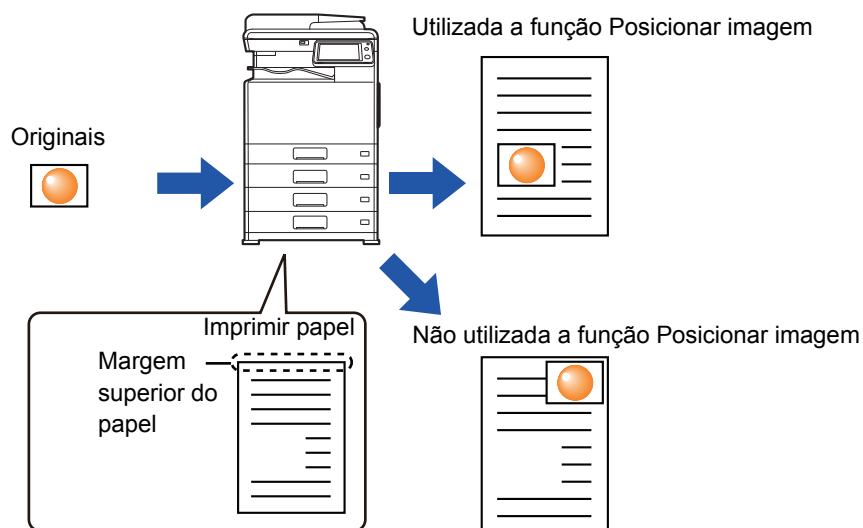 Utilizada a função Posicionar imagem
Originais
Imprimir papel
Margem
superior do
papel
Não utilizada a função Posicionar imagem